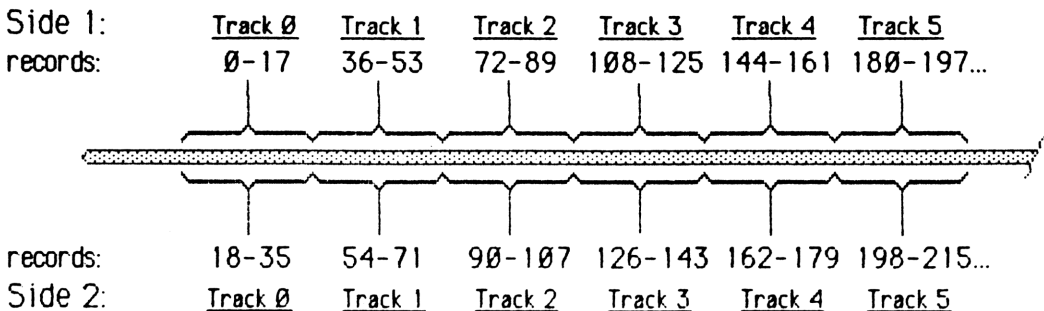 Side 1: Track Ø Track 1 Track 2 Track 3 Track 4 Track 5
records: Ø-17 36-53 72-89 1Ø8-125 144-161 18Ø-197...
records: 18-35 54-71 9Ø-1Ø7 126-143 162-179 198-215...
Side 2: Track Ø Track 1 Track 2 Track 3 Track 4 Track 5